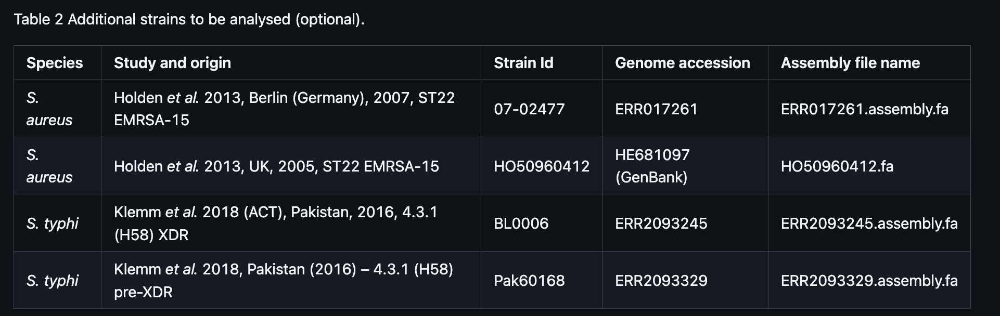 Table 2 Additional strains to be analysed (optional).
Species Study and origin Strain Id Genome accession Assembly file name
S.
aureus
Holden et al. 2013, Berlin (Germany), 2007, ST22
EMRSA-15
07-02477
ERR017261
ERR017261.assembly.fa
S.
aureus
Holden et al. 2013, UK, 2005, ST22 EMRSA-15
HO50960412
HE681097
(GenBank)
HO50960412.fa
S. typhi
Klemm et al. 2018 (ACT), Pakistan, 2016, 4.3.1
(H58) XDR
BL0006
ERR2093245
ERR2093245.assembly.fa
S. typhi
Klemm et al. 2018, Pakistan (2016) – 4.3.1 (H58)
pre-XDR
Pak60168
ERR2093329
ERR2093329.assembly.fa